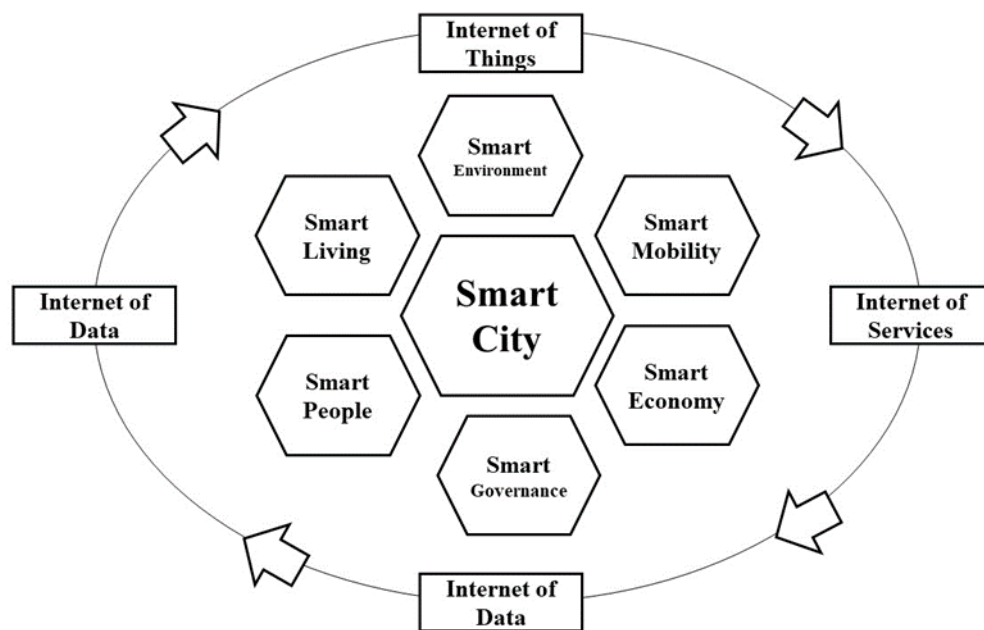 Internet of
Things
Smart
Environment
Smart
Living
Smart
Mobility
Smart
City
Internet of
Data
Internet of
Services
Smart
People
Smart
Economy
Smart
Governance
Internet of
Data